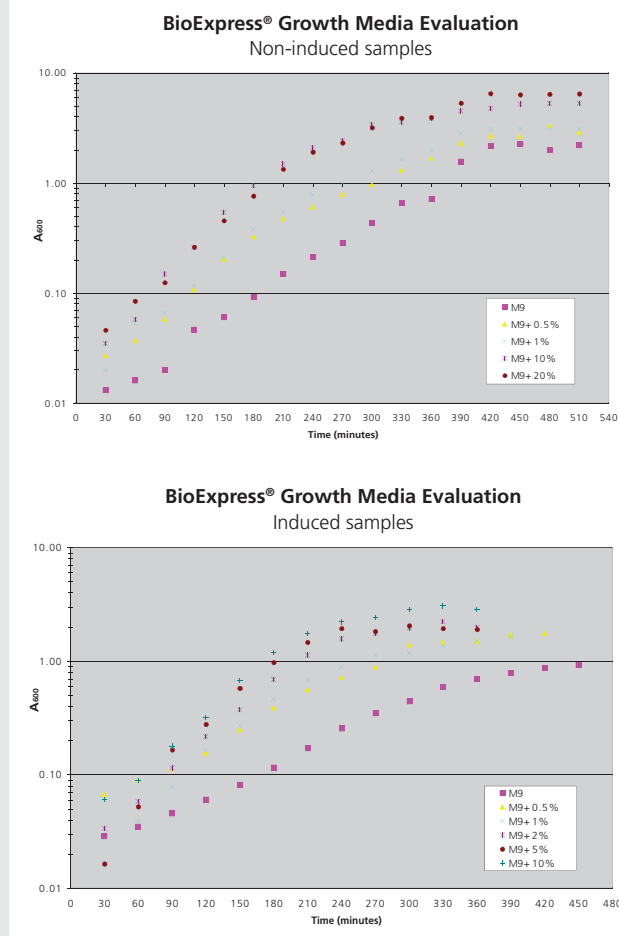 BioExpress® Growth Media Evaluation
Non-induced samples
10.00
1.00
0.10
0.01
A600
0 30 60 90 120 150 180 210 240 270 300 330 360 390 420 450 480 510 540
Time (minutes)
M9
M9+ 0.5%
M9+ 1%
M9+ 10%
M9+ 20%
BioExpress® Growth Media Evaluation
Induced samples
10.00
1.00
0.10
0.01
A600
0 30 60 90 120 150 180 210 240 270 300 330 360 390 420 450 480
Time (minutes)
M9
M9+ 0.5%
M9+ 1%
M9+ 2%
M9+ 5%
M9+ 10%